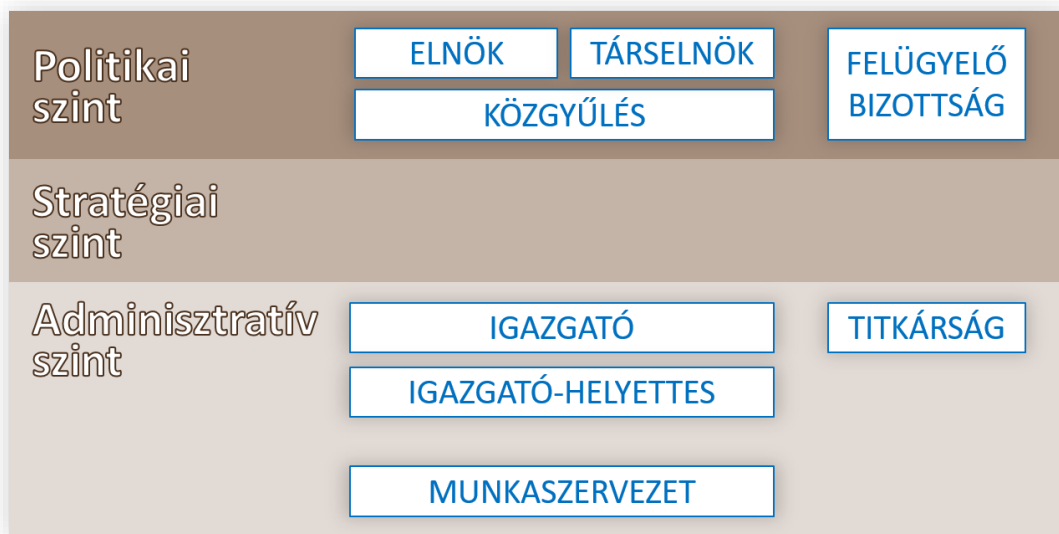 Politikai
szint
ELNÖK
TÁRSELNÖK
KÖZGYŰLÉS
FELÜGYELŐ
BIZOTTSÁG
Stratégiai
szint
Adminisztratív
szint
IGAZGATÓ
TITKÁRSÁG
IGAZGATÓ-HELYETTES
MUNKASZERVEZET